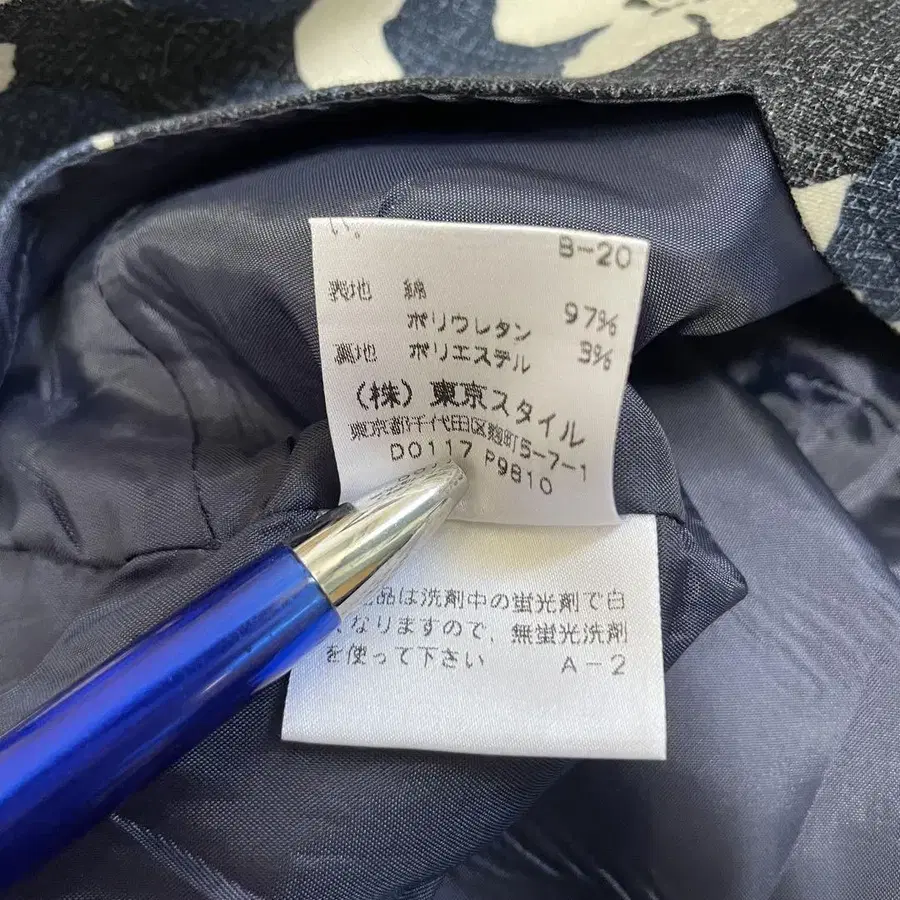 い。
B-20
表地 綿 97%
ポリウレタン 3%
裏地 ポリエステル
(株)東京スタイル
東京都千代田区麹町5-7-1
D0117 P9810
品は洗剤中の蛍光剤で白
くなりますので、無蛍光洗剤
を使って下さい A-2